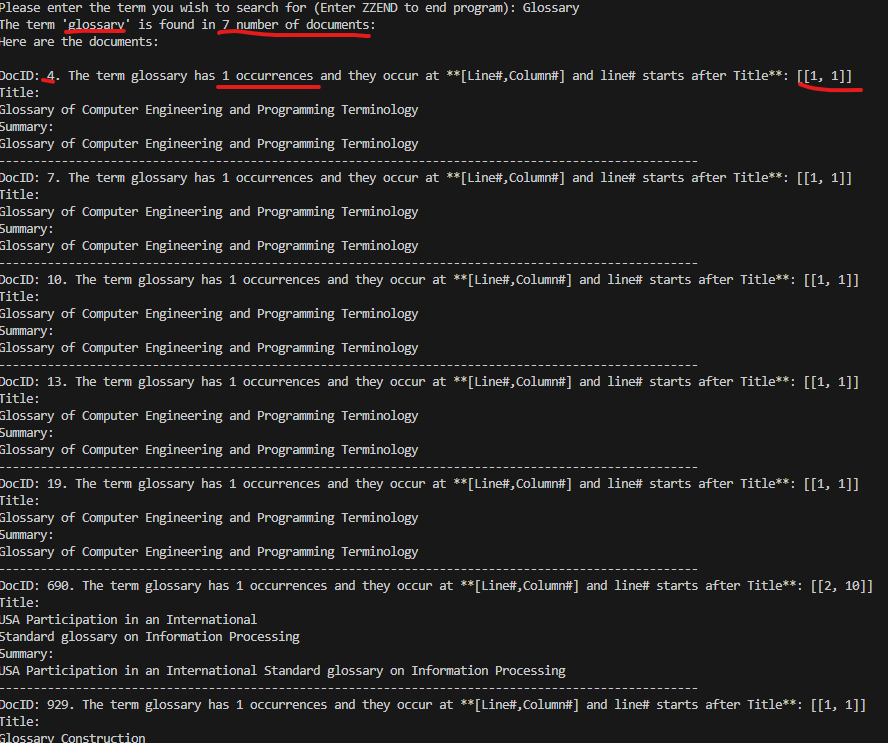 Please enter the term you wish to search for (Enter ZZEND to end program): Glossary
The term 'glossary' is found in 7 number of documents:
Here are the documents:
DocID: 4. The term glossary has 1 occurrences and they occur at **[Line#,Column#] and line# starts after Title**: [[1, 1]]
Title:
Glossary of Computer Engineering and Programming Terminology
Summary:
Glossary of Computer Engineering and Programming Terminology
----------------------------------------------------------------------------------------------------
DocID: 7. The term glossary has 1 occurrences and they occur at **[Line#,Column#] and line# starts after Title**: [[1, 1]]
Title:
Glossary of Computer Engineering and Programming Terminology
Summary:
Glossary of Computer Engineering and Programming Terminology
----------------------------------------------------------------------------------------------------
DocID: 10. The term glossary has 1 occurrences and they occur at **[Line#,Column#] and line# starts after Title**: [[1, 1]]
Title:
Glossary of Computer Engineering and Programming Terminology
Summary:
Glossary of Computer Engineering and Programming Terminology
----------------------------------------------------------------------------------------------------
DocID: 13. The term glossary has 1 occurrences and they occur at **[Line#,Column#] and line# starts after Title**: [[1, 1]]
Title:
Glossary of Computer Engineering and Programming Terminology
Summary:
Glossary of Computer Engineering and Programming Terminology
----------------------------------------------------------------------------------------------------
DocID: 19. The term glossary has 1 occurrences and they occur at **[Line#,Column#] and line# starts after Title**: [[1, 1]]
Title:
Glossary of Computer Engineering and Programming Terminology
Summary:
Glossary of Computer Engineering and Programming Terminology
----------------------------------------------------------------------------------------------------
DocID: 690. The term glossary has 1 occurrences and they occur at **[Line#,Column#] and line# starts after Title**: [[2, 10]]
Title:
USA Participation in an International
Standard glossary on Information Processing
Summary:
USA Participation in an International Standard glossary on Information Processing
----------------------------------------------------------------------------------------------------
DocID: 929. The term glossary has 1 occurrences and they occur at **[Line#,Column#] and line# starts after Title**: [[1, 1]]
Title:
Glossary Construction